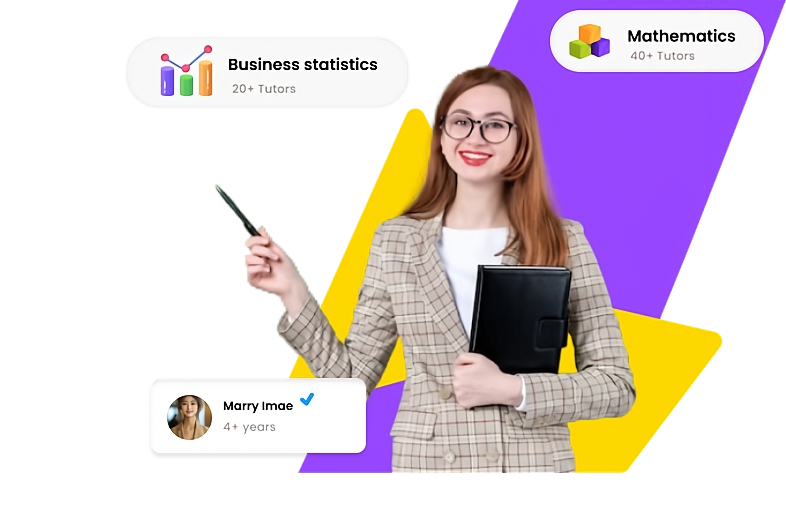 Mathematics
40+ Tutors
Business statistics
20+ Tutors
Marry Imae
4+ years